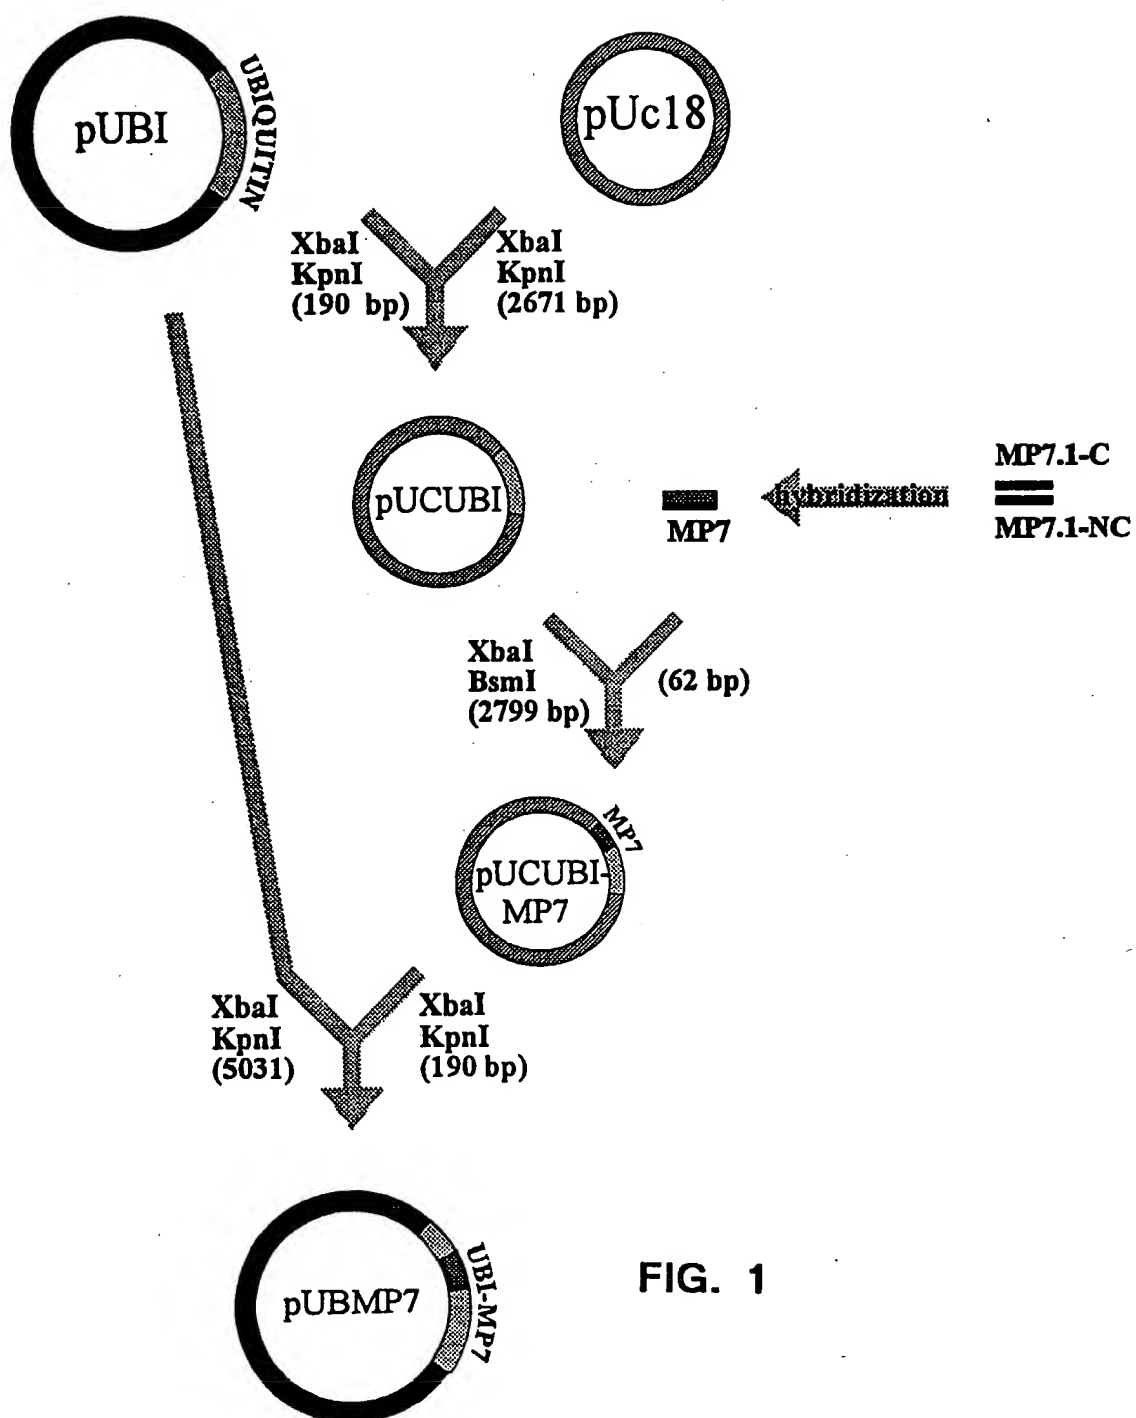 pUBI
UBIQUITIN
pUc18
XbaI
KpnI
(190 bp)
XbaI
KpnI
(2671 bp)
pUCUBI
MP7
hybridization
MP7.1-C
MP7.1-NC
XbaI
BsmI
(2799 bp)
(62 bp)
MP7
pUCUBI-
MP7
XbaI
KpnI
(5031)
XbaI
KpnI
(190 bp)
pUBMP7
UBI-MP7
FIG. 1